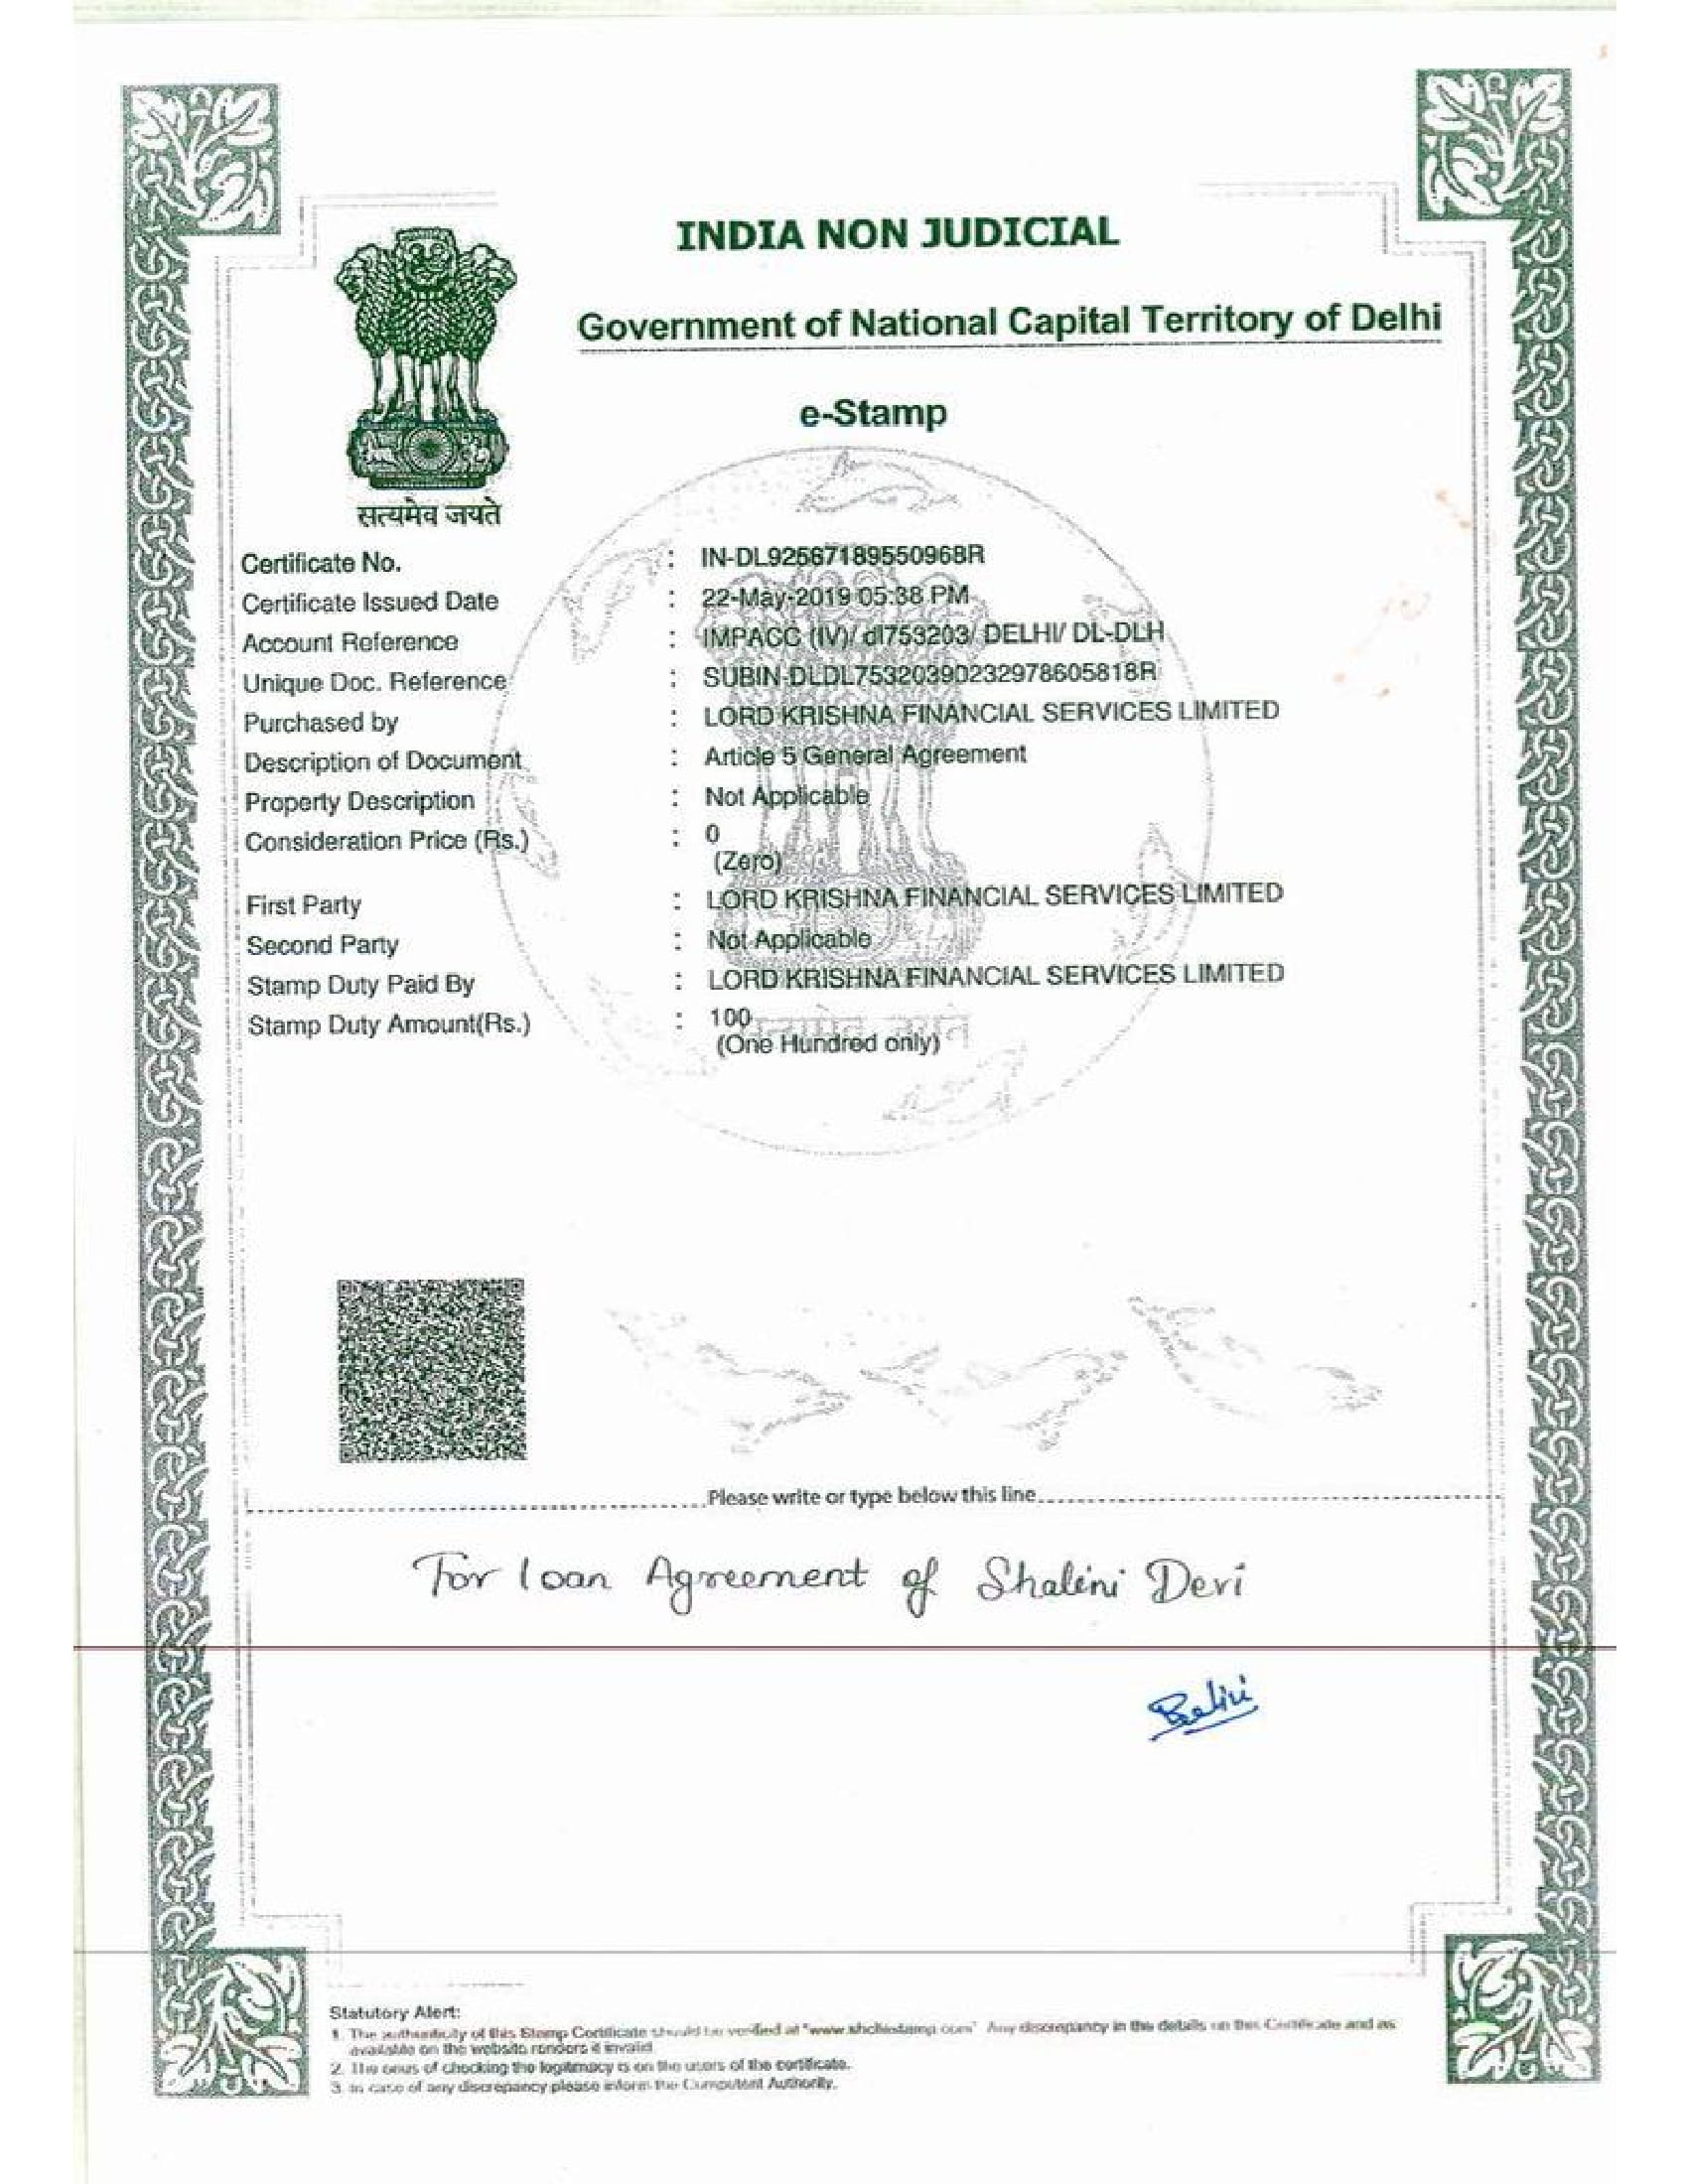 INDIA NON JUDICIAL
Government of National Capital Territory of Delhi
e-Stamp
सत्यमेव जयते
Certificate No. : IN-DL92567189550968R
Certificate Issued Date : 22-May-2019 05:38 PM
Account Reference : IMPACC (IV)/ dl753203/ DELHI/ DL-DLH
Unique Doc. Reference : SUBIN-DLDL75320390232978605818R
Purchased by : LORD KRISHNA FINANCIAL SERVICES LIMITED
Description of Document : Article 5 General Agreement
Property Description : Not Applicable
Consideration Price (Rs.) : 0
(Zero)
First Party : LORD KRISHNA FINANCIAL SERVICES LIMITED
Second Party : Not Applicable
Stamp Duty Paid By : LORD KRISHNA FINANCIAL SERVICES LIMITED
Stamp Duty Amount(Rs.) : 100
(One Hundred only)
Please write or type below this line
For loan Agreement of Shalini Devi
Statutory Alert:
1. The authenticity of this Stamp Certificate should be verified at "www.shcilestamp.com". Any discrepancy in the details on this Certificate and as
available on the website renders it invalid.
2. The onus of checking the legitimacy is on the users of the certificate.
3. In case of any discrepancy please inform the Competent Authority.